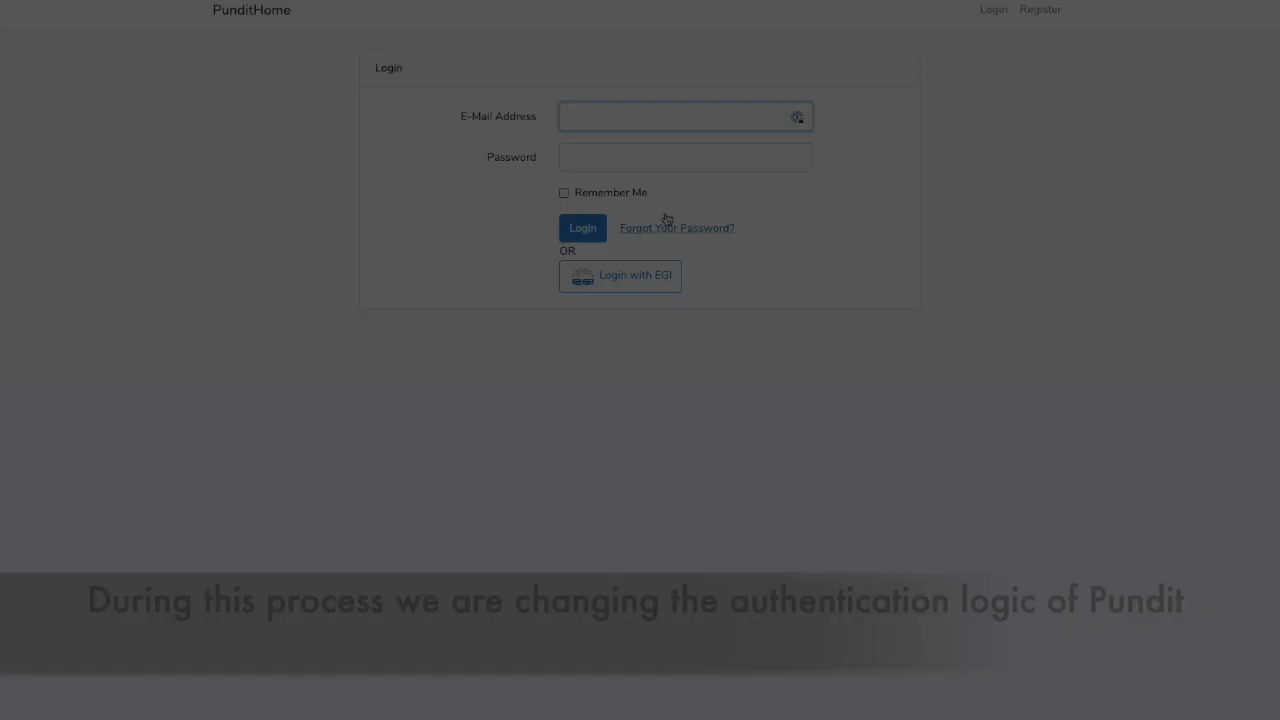 PunditHome
Login Register
Login
E-Mail Address
Password
Remember Me
Login Forgot Your Password?
OR
Login with EGI
During this process we are changing the authentication logic of Pundit